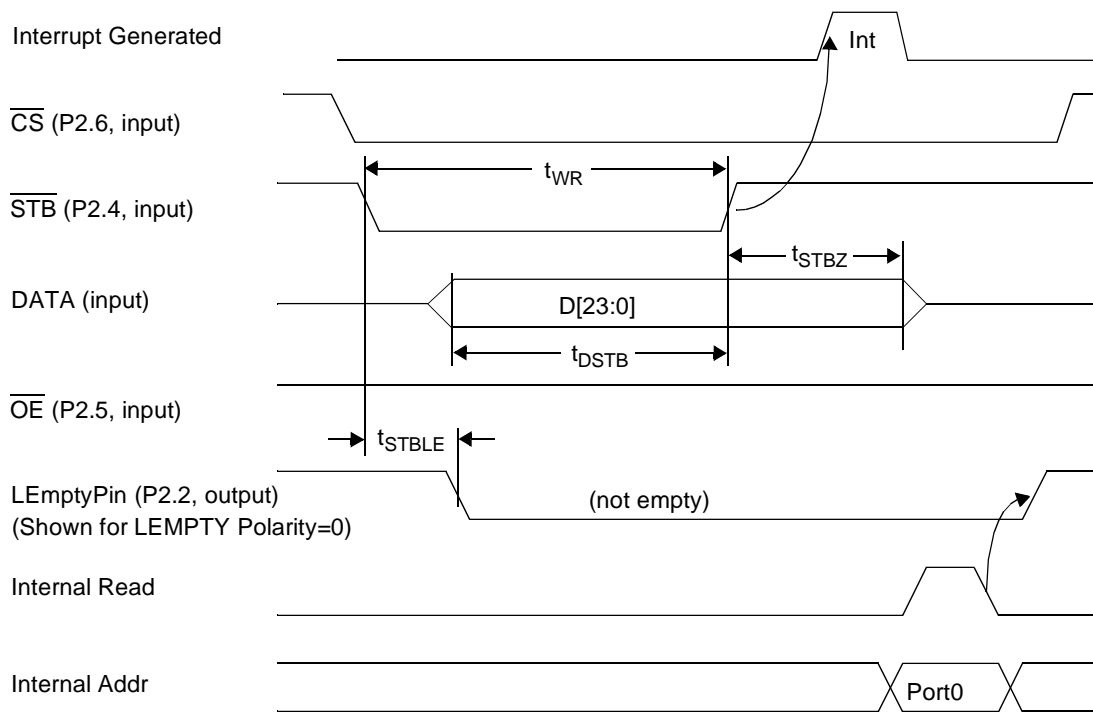 Interrupt Generated
Int
CS (P2.6, input)
tWR
STB (P2.4, input)
tSTBZ
DATA (input)
D[23:0]
tDSTB
OE (P2.5, input)
tSTBLE
LEmptyPin (P2.2, output)
(not empty)
(Shown for LEMPTY Polarity=0)
Internal Read
Internal Addr
Port0